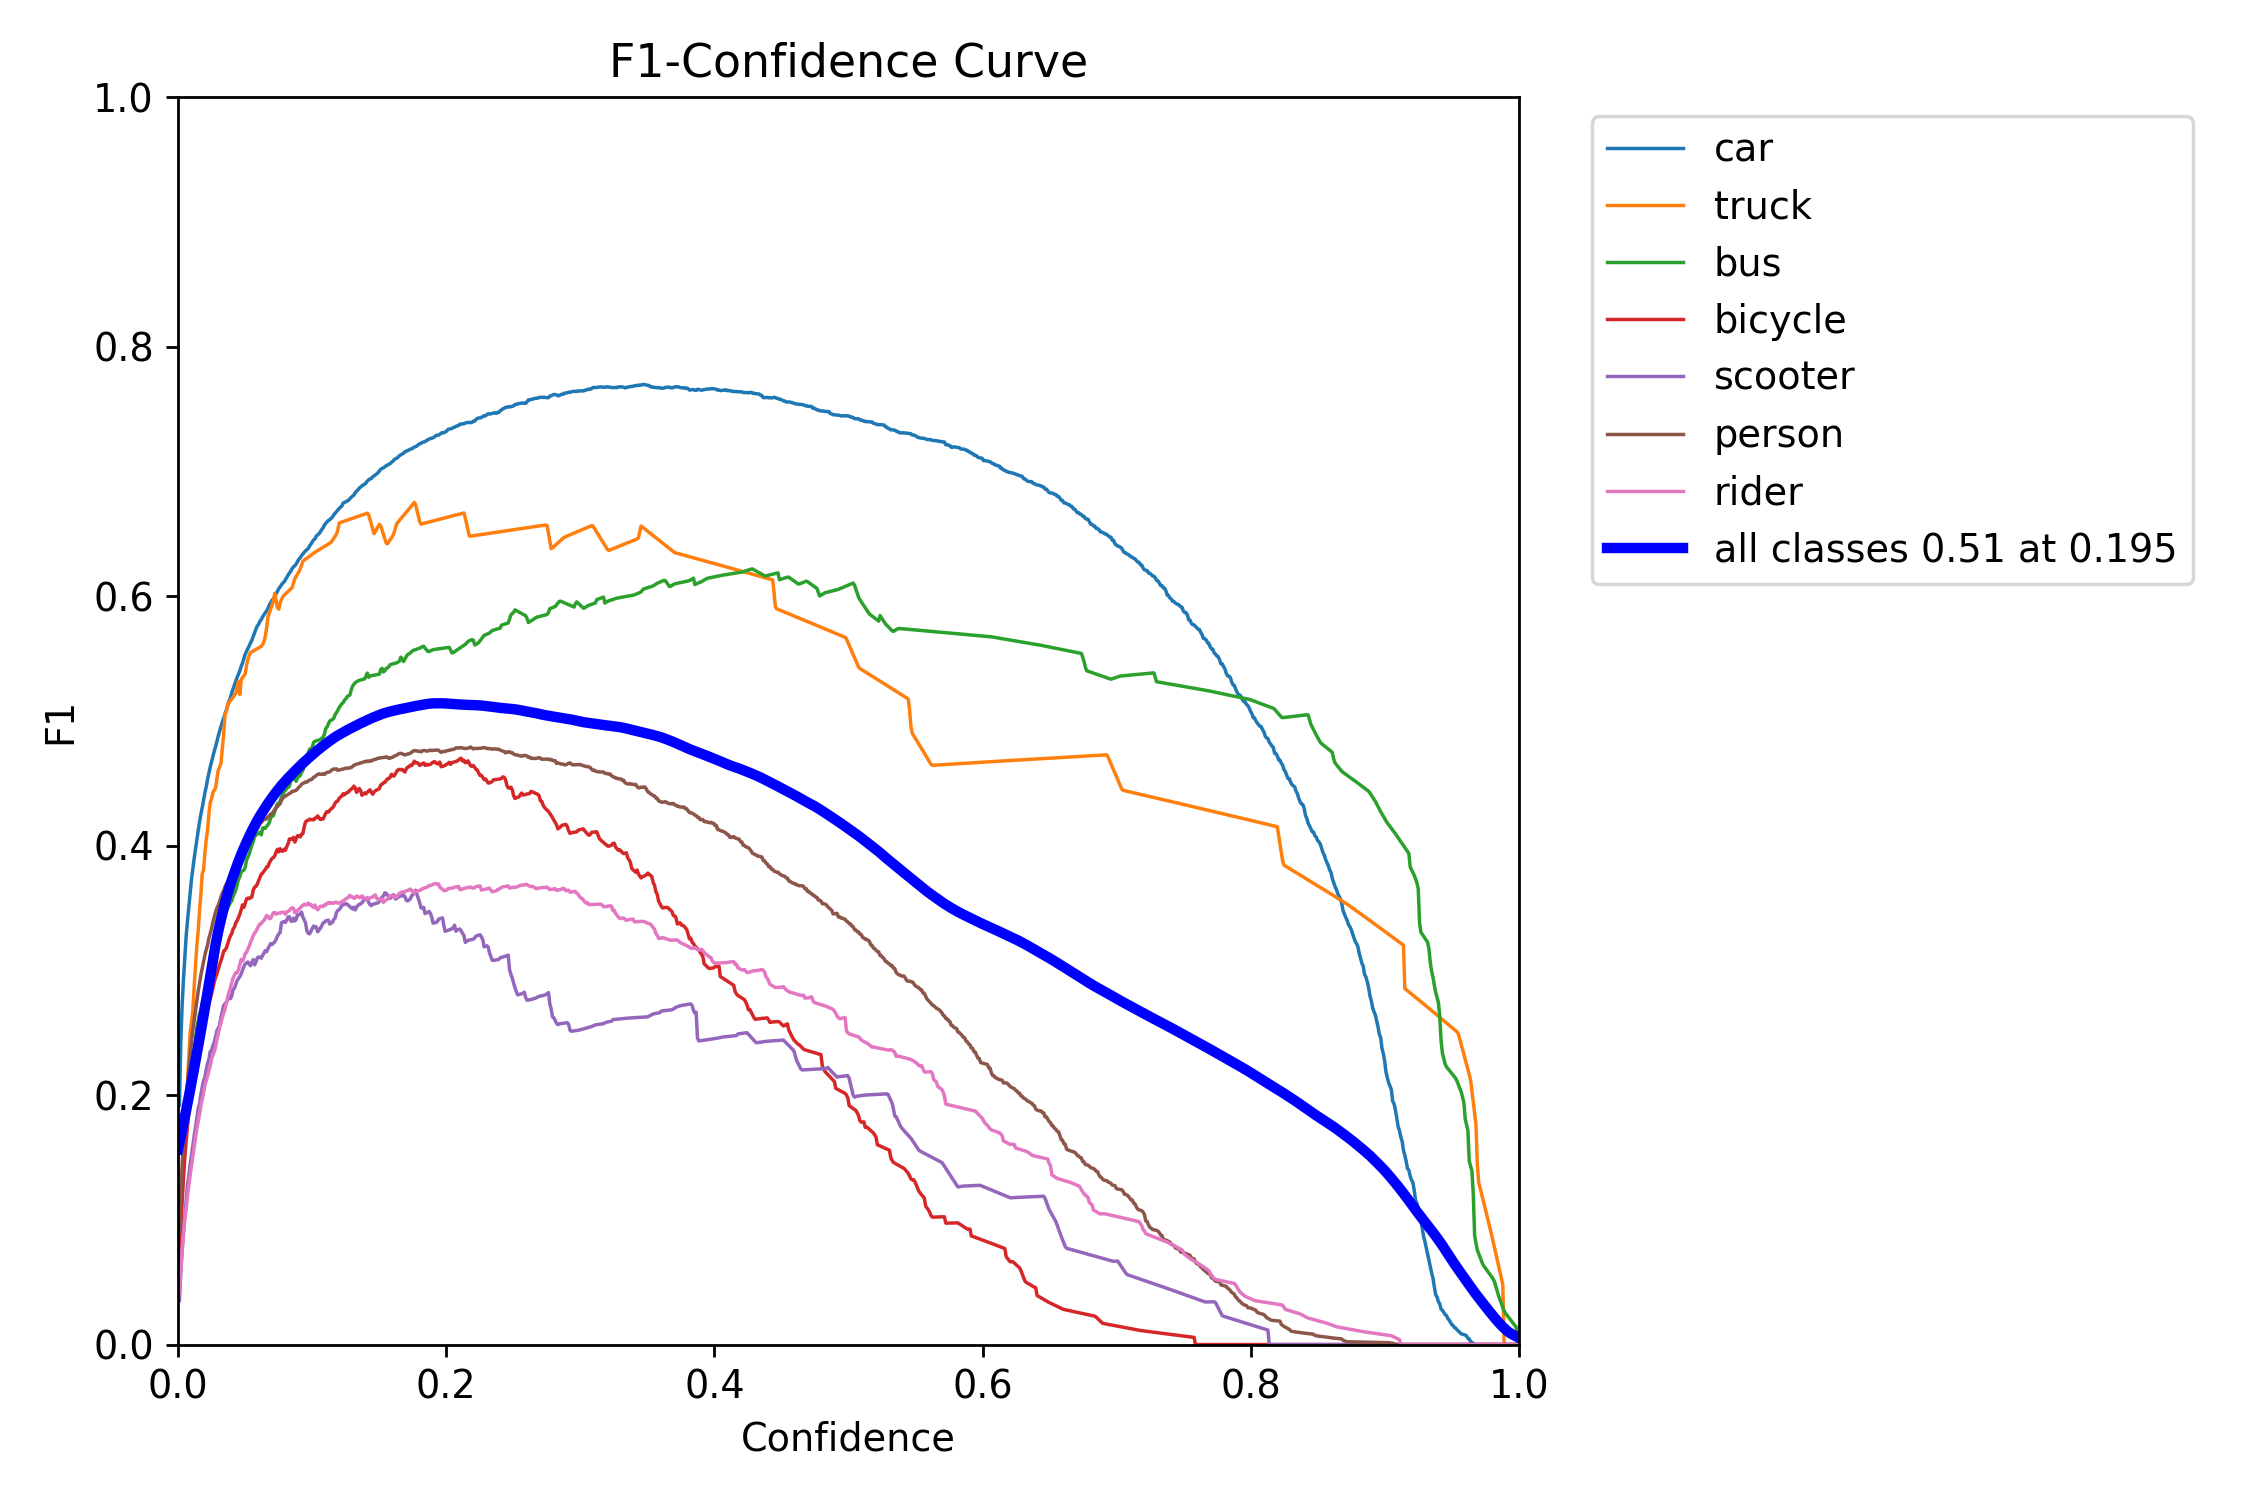 F1-Confidence Curve
1.0
0.8
0.6
0.4
0.2
0.0
F1
0.0 0.2 0.4 0.6 0.8 1.0
Confidence
car
truck
bus
bicycle
scooter
person
rider
all classes 0.51 at 0.195